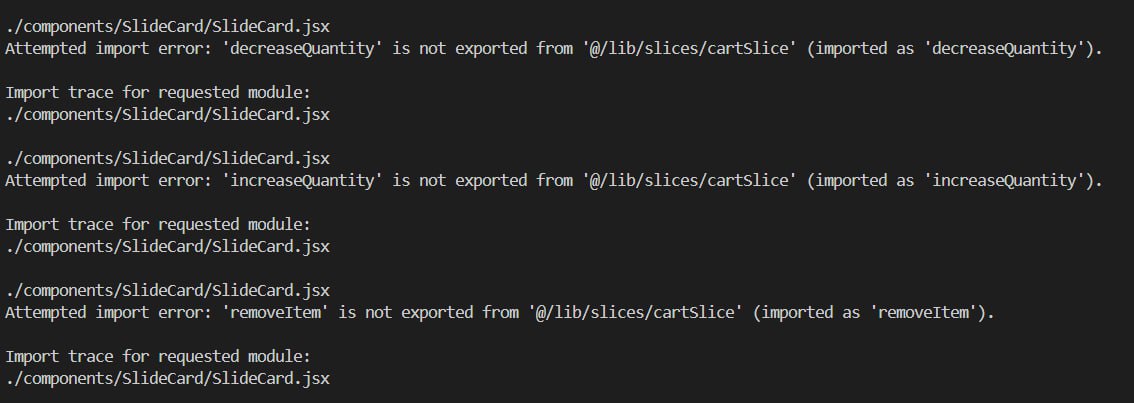 ./components/SlideCard/SlideCard.jsx
Attempted import error: 'decreaseQuantity' is not exported from '@/lib/slices/cartSlice' (imported as 'decreaseQuantity').
Import trace for requested module:
./components/SlideCard/SlideCard.jsx
./components/SlideCard/SlideCard.jsx
Attempted import error: 'increaseQuantity' is not exported from '@/lib/slices/cartSlice' (imported as 'increaseQuantity').
Import trace for requested module:
./components/SlideCard/SlideCard.jsx
./components/SlideCard/SlideCard.jsx
Attempted import error: 'removeItem' is not exported from '@/lib/slices/cartSlice' (imported as 'removeItem').
Import trace for requested module:
./components/SlideCard/SlideCard.jsx